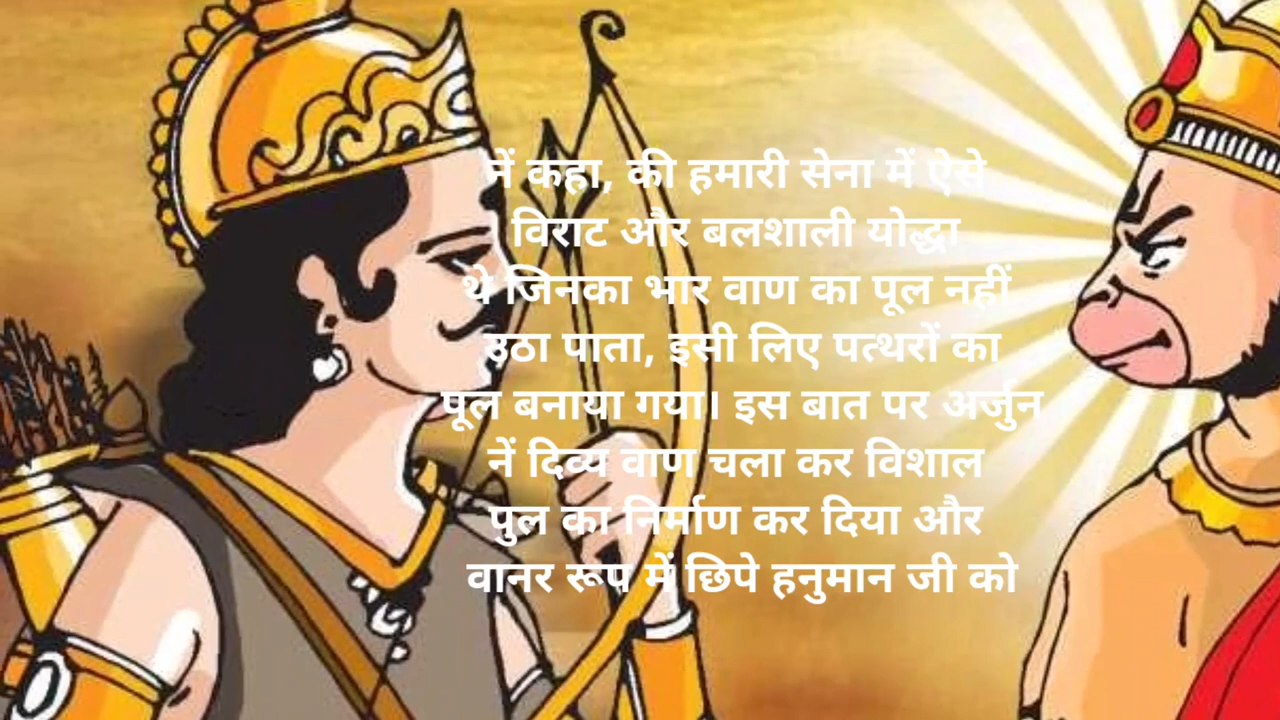 नें कहा, की हमारी सेना में ऐसे
विराट और बलशाली योद्धा
थे जिनका भार वाण का पूल नहीं
उठा पाता, इसी लिए पत्थरों का
पूल बनाया गया। इस बात पर अर्जुन
नें दिव्य वाण चला कर विशाल
पुल का निर्माण कर दिया और
वानर रूप में छिपे हनुमान जी को